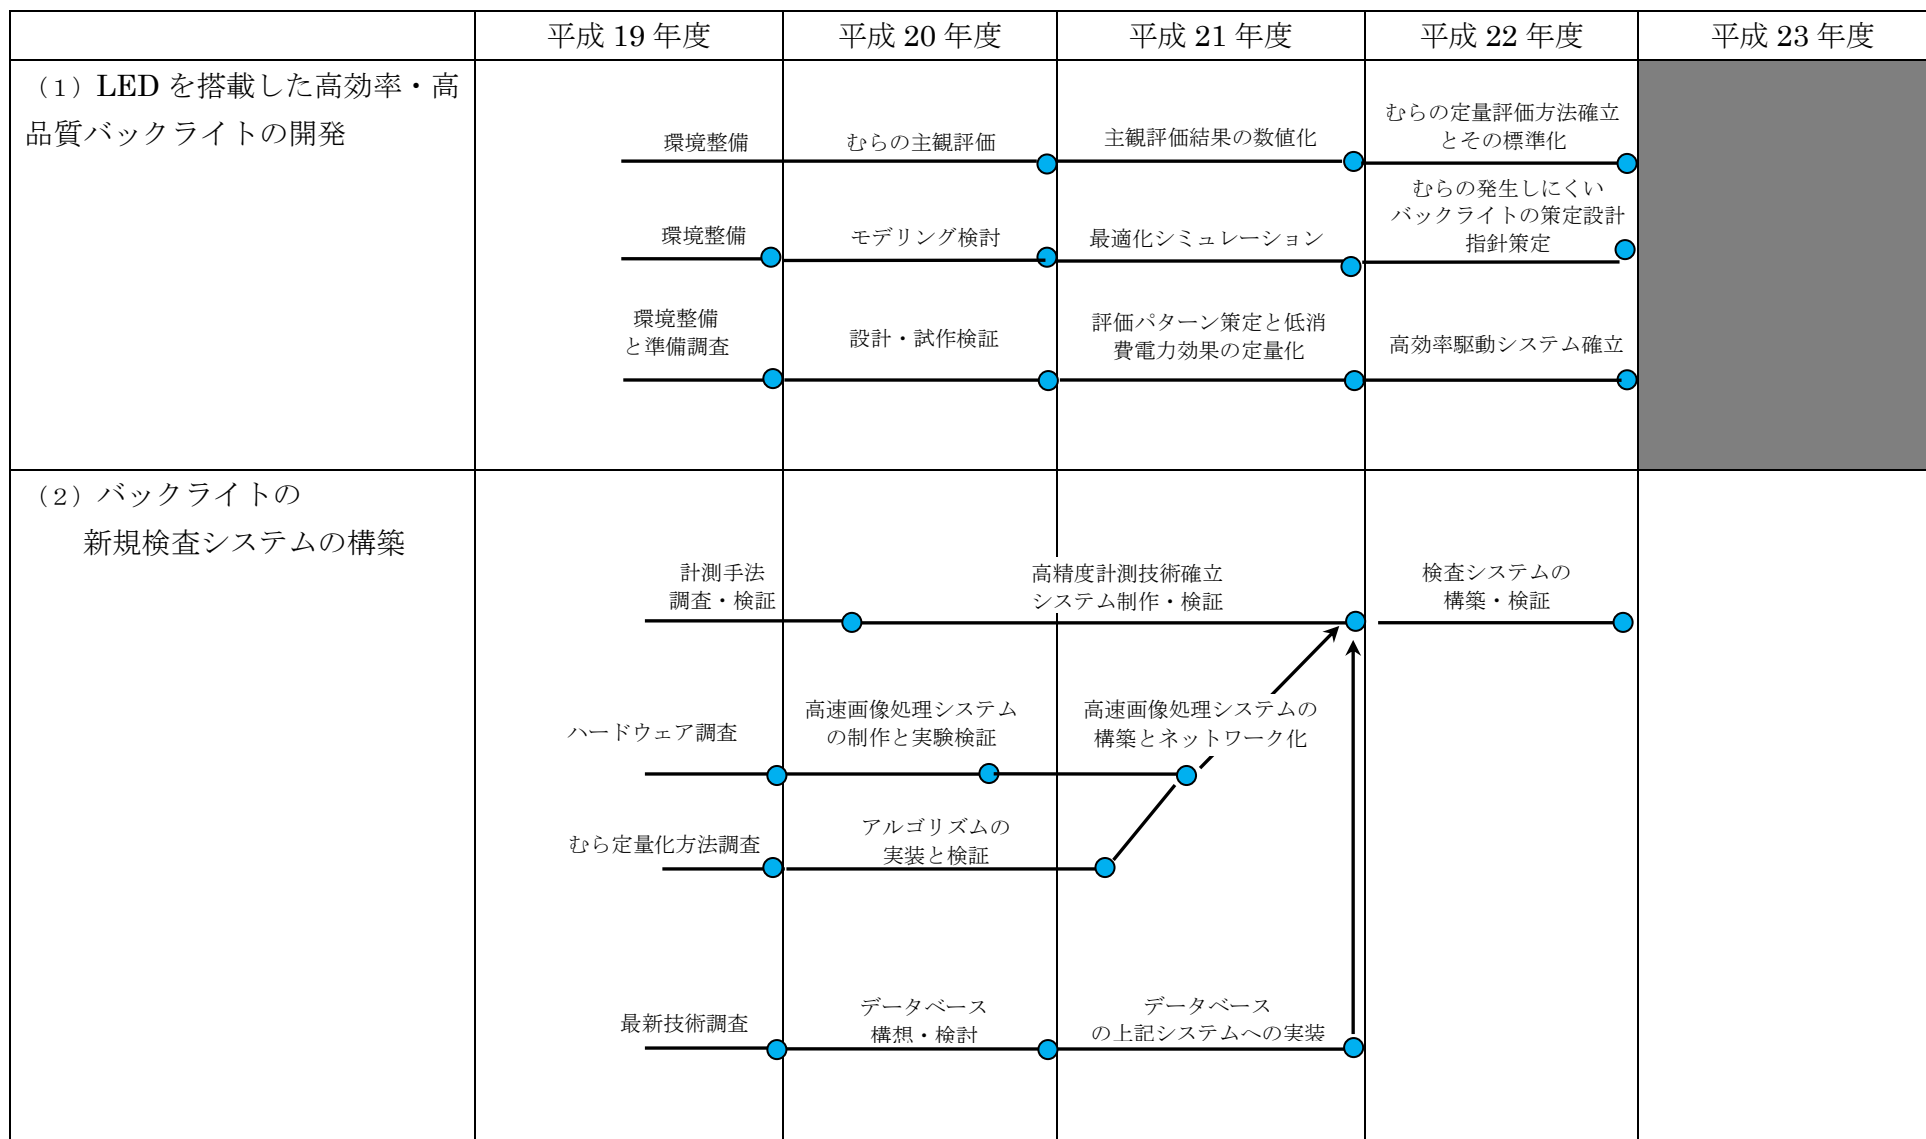 平成 19 年度
平成 20 年度
平成 21 年度
平成 22 年度
平成 23 年度
（1）LED を搭載した高効率・高
品質バックライトの開発
環境整備
むらの主観評価
主観評価結果の数値化
むらの定量評価方法確立
とその標準化
環境整備
モデリング検討
最適化シミュレーション
むらの発生しにくい
バックライトの策定設計
指針策定
環境整備
と準備調査
設計・試作検証
評価パターン策定と低消
費電力効果の定量化
高効率駆動システム確立
（2）バックライトの
新規検査システムの構築
計測手法
調査・検証
高精度計測技術確立
システム制作・検証
検査システムの
構築・検証
ハードウェア調査
高速画像処理システム
の制作と実験検証
高速画像処理システムの
構築とネットワーク化
むら定量化方法調査
アルゴリズムの
実装と検証
最新技術調査
データベース
構想・検討
データベース
の上記システムへの実装